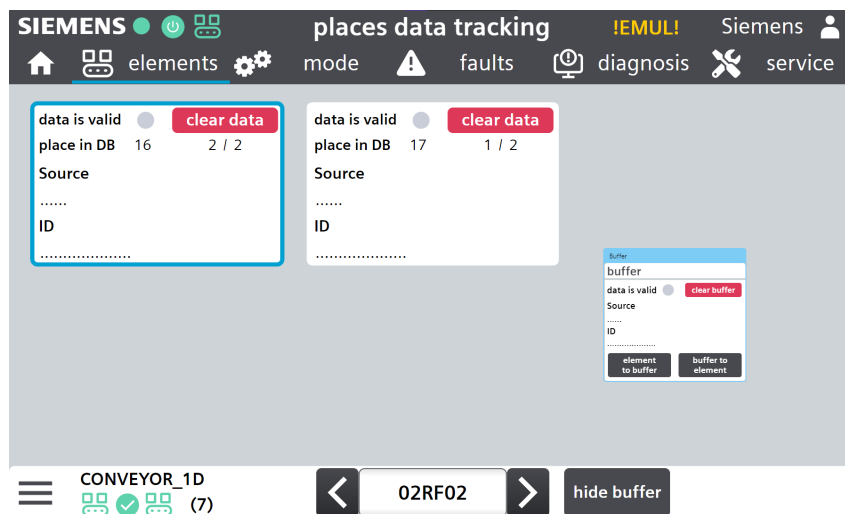 SIEMENS places data tracking !EMUL! Siemens
elements mode faults diagnosis service
data is valid clear data
place in DB 16 2 / 2
Source
......
ID
....................
data is valid clear data
place in DB 17 1 / 2
Source
......
ID
....................
Buffer
buffer
data is valid clear buffer
Source
......
ID
....................
element
to buffer
buffer to
element
CONVEYOR_1D
(7)
02RF02
hide buffer